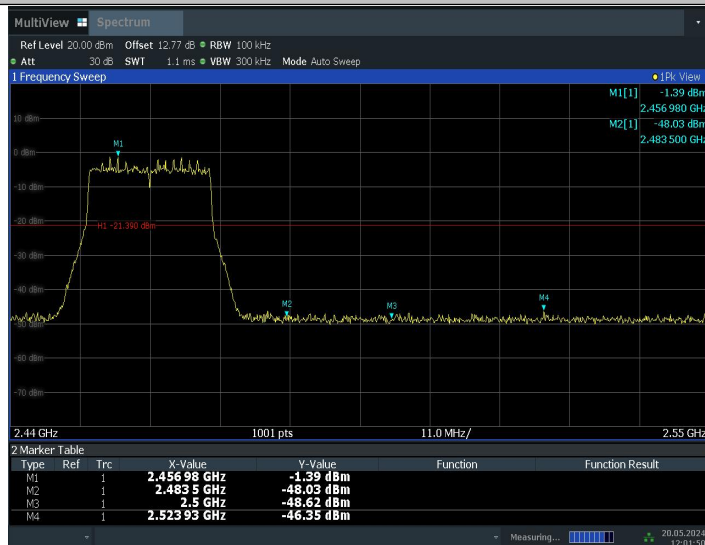 MultiView Spectrum
Ref Level 20.00 dBm Offset 12.77 dB RBW 100 kHz
Att 30 dB SWT 1.1 ms VBW 300 kHz Mode Auto Sweep
1 Frequency Sweep 1Pk View
M1[1] -1.39 dBm
2.456 980 GHz
10 dBm M2[1] -48.03 dBm
2.483 500 GHz
M1
0 dBm
-10 dBm
-20 dBm
H1 -21.390 dBm
-30 dBm
-40 dBm
M2 M3 M4
-50 dBm
-60 dBm
-70 dBm
2.44 GHz 1001 pts 11.0 MHz/ 2.55 GHz
2 Marker Table
Type Ref Trc X-Value Y-Value Function Function Result
M1 1 2.456 98 GHz -1.39 dBm
M2 1 2.483 5 GHz -48.03 dBm
M3 1 2.5 GHz -48.62 dBm
M4 1 2.523 93 GHz -46.35 dBm
Measuring... 20.05.2024
12:01:50